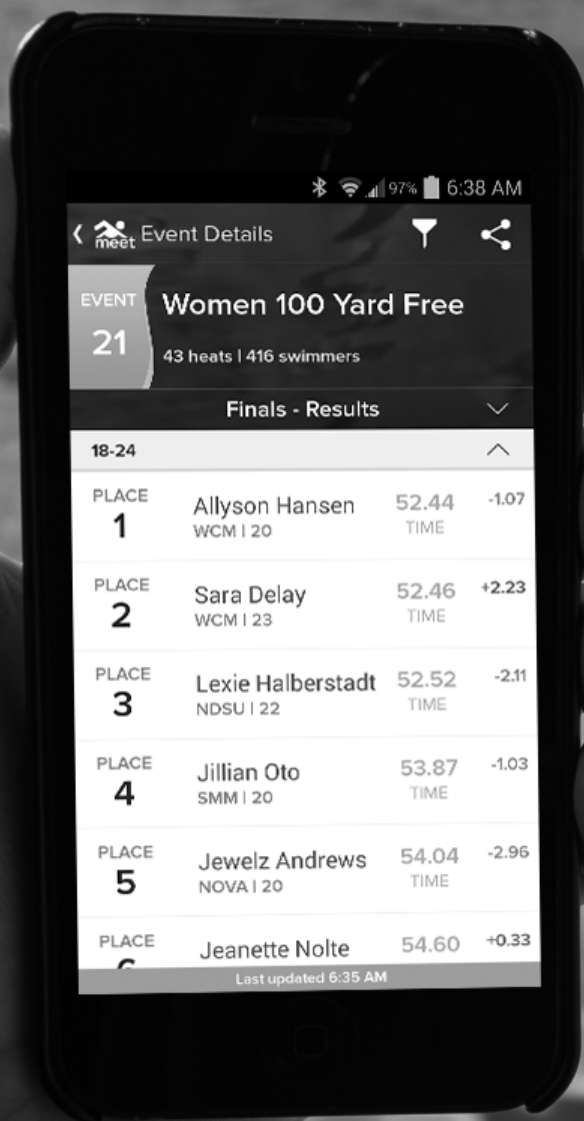 97% 6:38 AM
meet Event Details
EVENT
21
Women 100 Yard Free
43 heats | 416 swimmers
Finals - Results
18-24
PLACE
1
Allyson Hansen
WCM | 20
52.44
TIME
-1.07
PLACE
2
Sara Delay
WCM | 23
52.46
TIME
+2.23
PLACE
3
Lexie Halberstadt
NDSU | 22
52.52
TIME
-2.11
PLACE
4
Jillian Oto
SMM | 20
53.87
TIME
-1.03
PLACE
5
Jewelz Andrews
NOVA | 20
54.04
TIME
-2.96
PLACE
6
Jeanette Nolte
54.60
+0.33
Last updated 6:35 AM